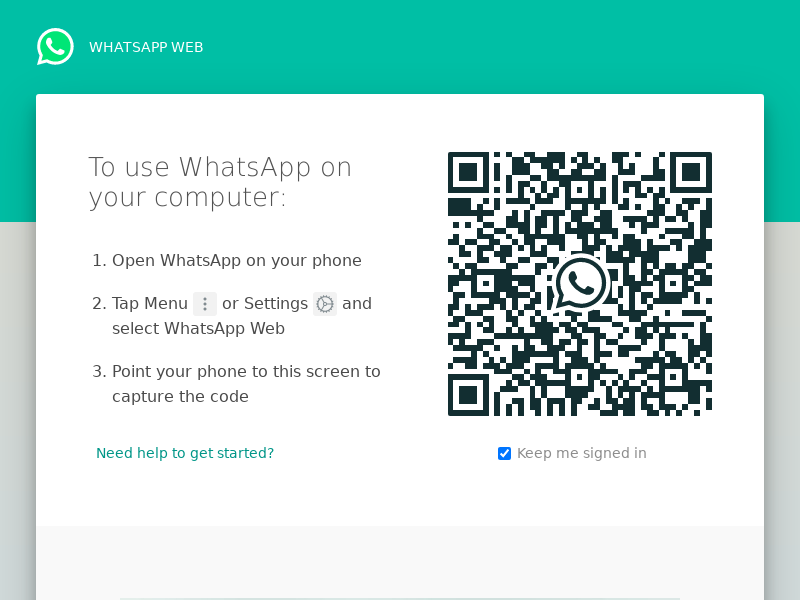 WHATSAPP WEB
To use WhatsApp on
your computer:
1. Open WhatsApp on your phone
2. Tap Menu or Settings and
select WhatsApp Web
3. Point your phone to this screen to
capture the code
Need help to get started?
Keep me signed in